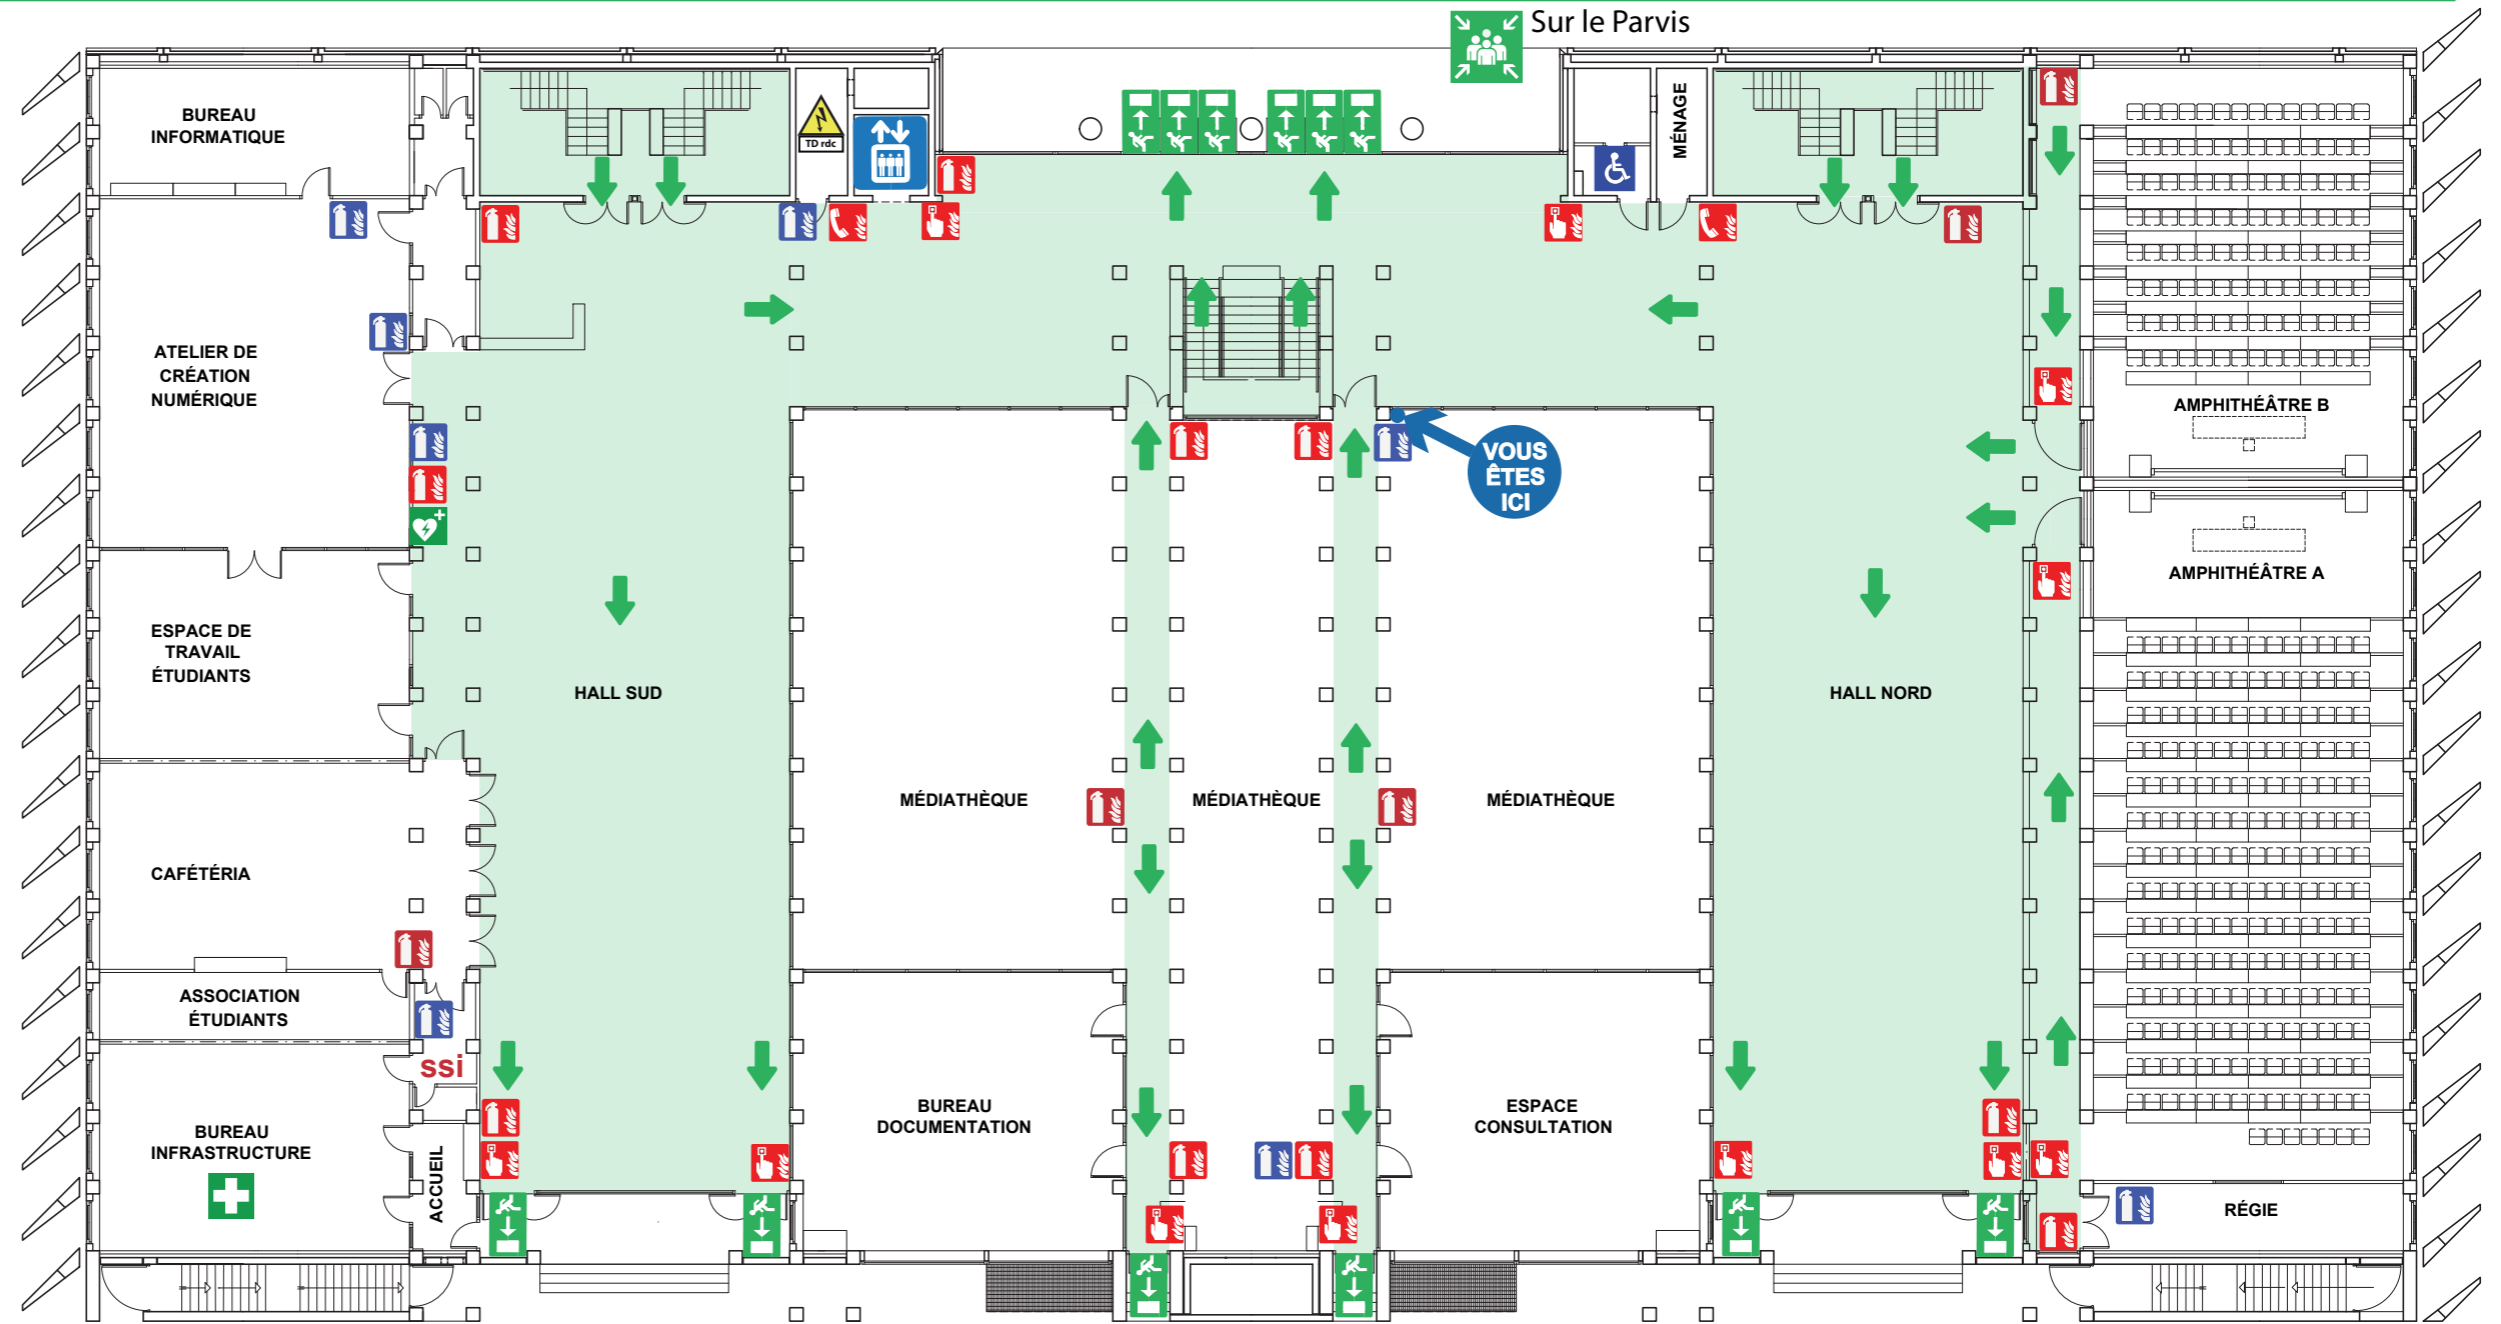 Sur le Parvis
BUREAU
INFORMATIQUE
TD rdc
MÉNAGE
ATELIER DE
CRÉATION
NUMÉRIQUE
AMPHITHÉÂTRE B
VOUS
ÊTES
ICI
AMPHITHÉÂTRE A
ESPACE DE
TRAVAIL
ÉTUDIANTS
HALL SUD
HALL NORD
MÉDIATHÈQUE
MÉDIATHÈQUE
MÉDIATHÈQUE
CAFÉTÉRIA
ASSOCIATION
ÉTUDIANTS
ssi
BUREAU
INFRASTRUCTURE
ACCUEIL
BUREAU
DOCUMENTATION
ESPACE
CONSULTATION
RÉGIE